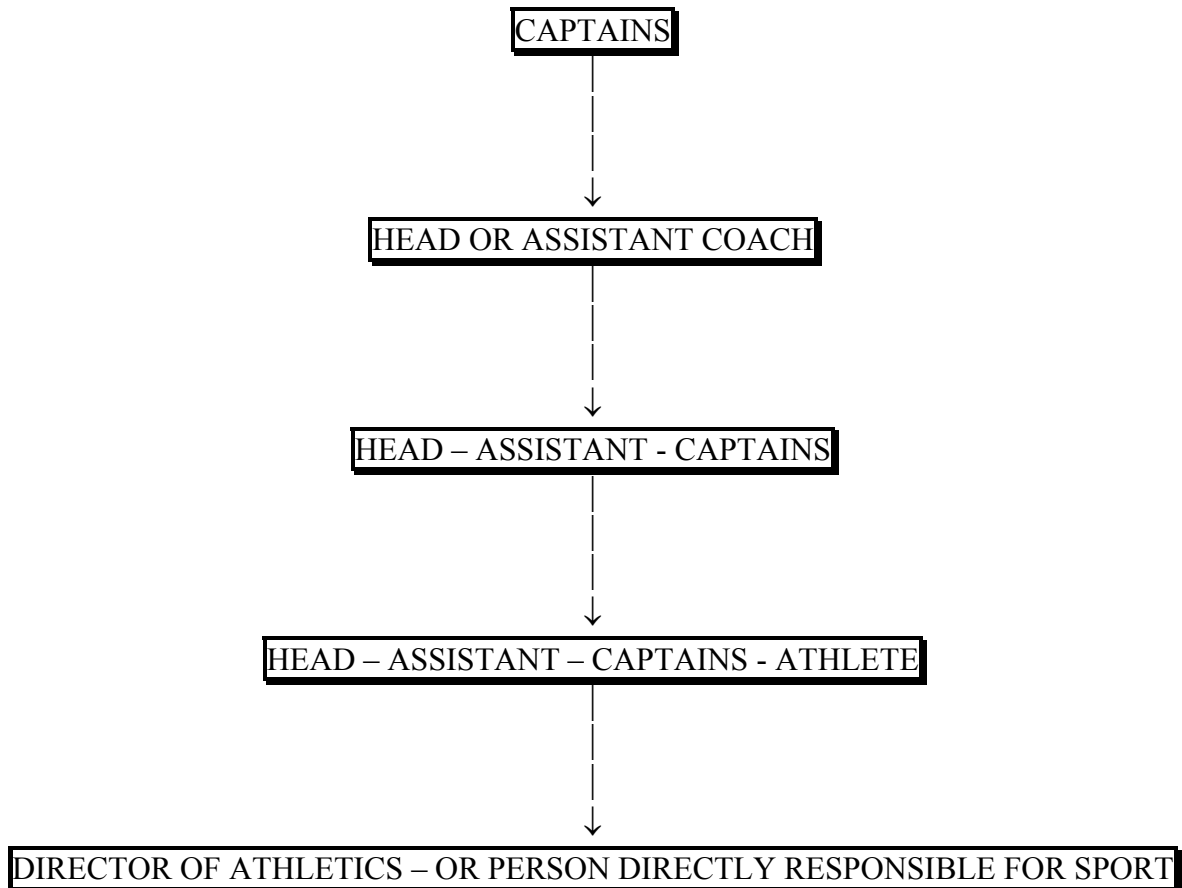 CAPTAINS
HEAD OR ASSISTANT COACH
HEAD – ASSISTANT - CAPTAINS
HEAD – ASSISTANT – CAPTAINS - ATHLETE
DIRECTOR OF ATHLETICS – OR PERSON DIRECTLY RESPONSIBLE FOR SPORT